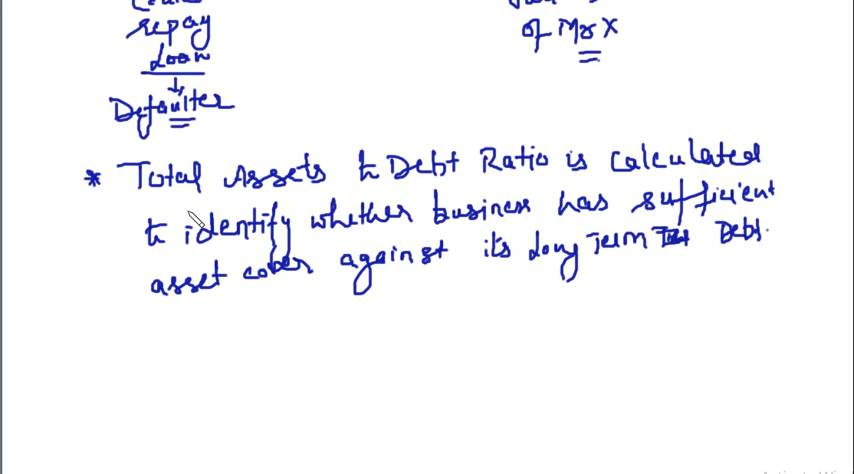 repay
of Mr X
Loan
Defaulter
* Total Assets to Debt Ratio is calculated
to identify whether business has sufficient
asset cover against its Long Term Debt.